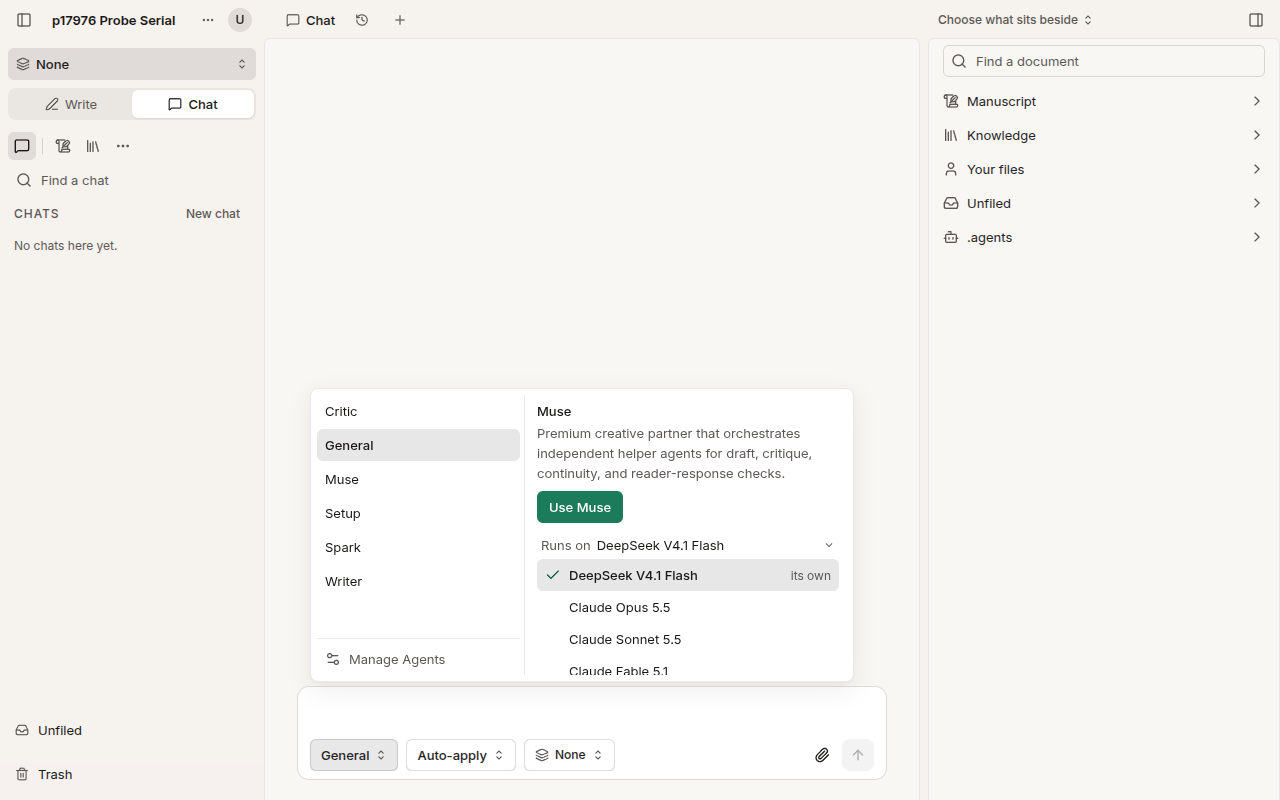 p17976 Probe Serial
U
Chat
Choose what sits beside
None
Write
Chat
Find a chat
CHATS
New chat
No chats here yet.
Unfiled
Trash
Critic
General
Muse
Setup
Spark
Writer
Manage Agents
Muse
Premium creative partner that orchestrates
independent helper agents for draft, critique,
continuity, and reader-response checks.
Use Muse
Runs on DeepSeek V4.1 Flash
DeepSeek V4.1 Flash its own
Claude Opus 5.5
Claude Sonnet 5.5
Claude Fable 5.1
General
Auto-apply
None
Find a document
Manuscript
Knowledge
Your files
Unfiled
.agents